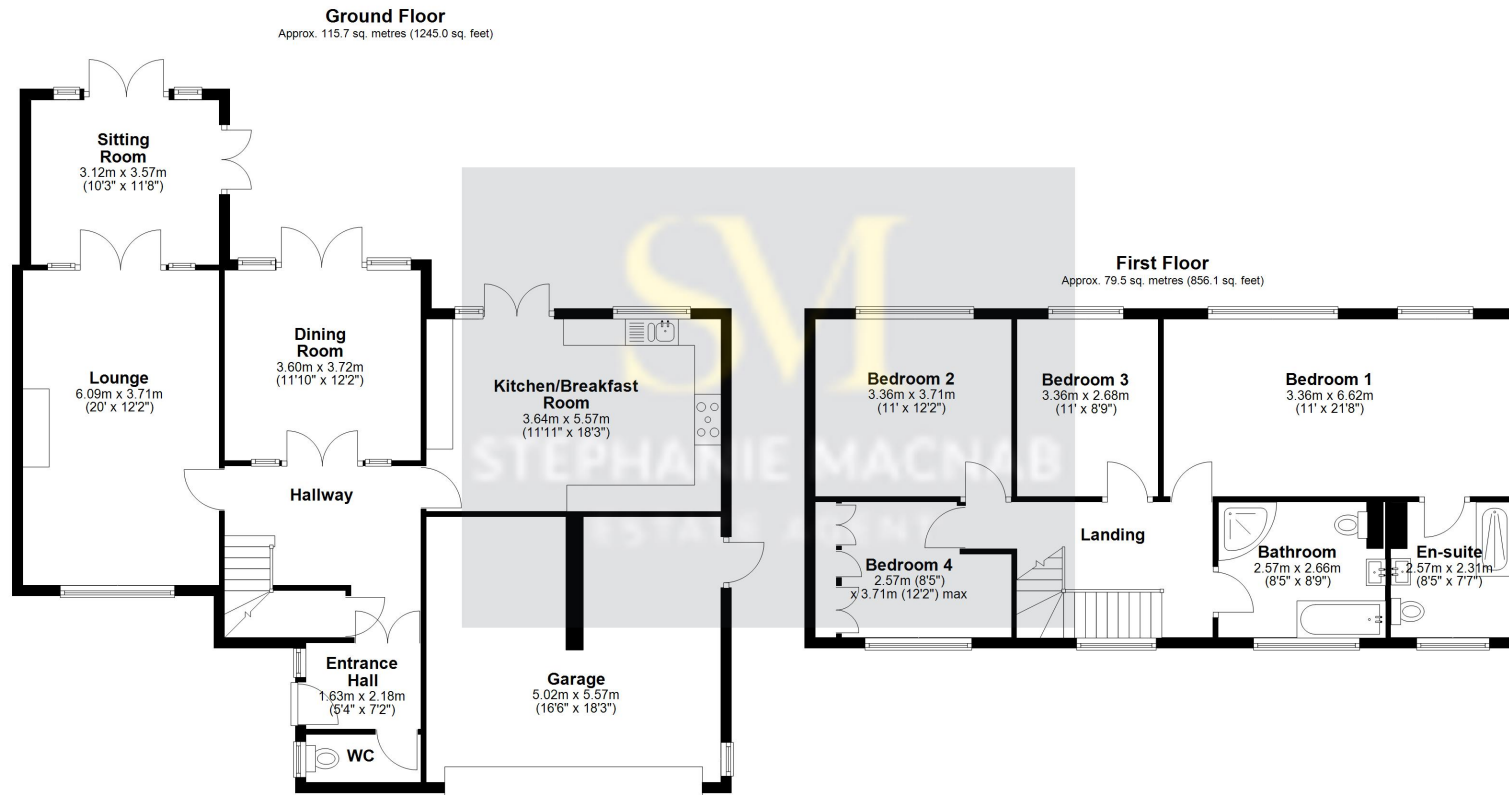 Ground Floor
Approx. 115.7 sq. metres (1245.0 sq. feet)
Sitting
Room
3.12m x 3.57m
(10'3" x 11'8")
Lounge
6.09m x 3.71m
(20' x 12'2")
Dining
Room
3.60m x 3.72m
(11'10" x 12'2")
Kitchen/Breakfast
Room
3.64m x 5.57m
(11'11" x 18'3")
Hallway
Entrance
Hall
1.63m x 2.18m
(5'4" x 7'2")
WC
Garage
5.02m x 5.57m
(16'6" x 18'3")
SM
STEPHANIE MACNAB
ESTATE AGENT
First Floor
Approx. 79.5 sq. metres (856.1 sq. feet)
Bedroom 2
3.36m x 3.71m
(11' x 12'2")
Bedroom 3
3.36m x 2.68m
(11' x 8'9")
Bedroom 1
3.36m x 6.62m
(11' x 21'8")
Bedroom 4
2.57m (8'5")
x 3.71m (12'2") max
Landing
Bathroom
2.57m x 2.66m
(8'5" x 8'9")
En-suite
2.57m x 2.31m
(8'5" x 7'7")